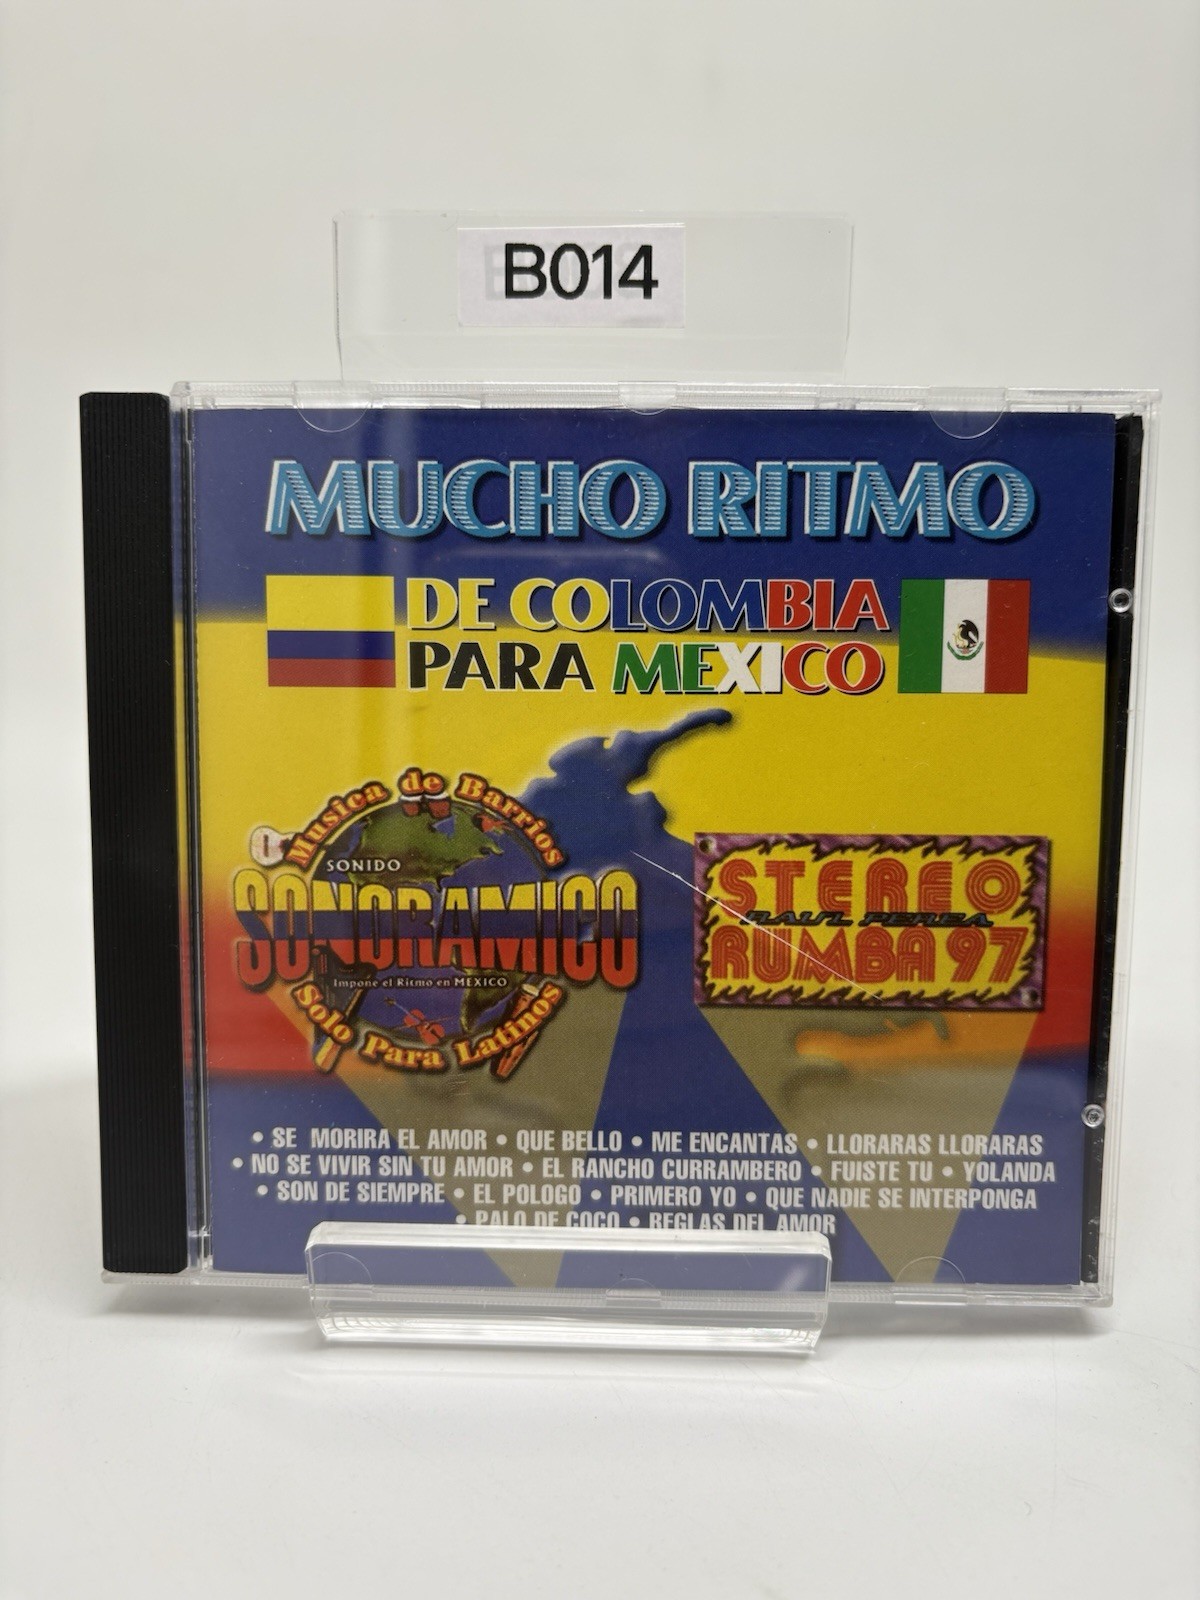 B014
MUCHO RITMO
DE COLOMBIA
PARA MEXICO
Musica de Barrios
SONIDO
SONORAMICO
Impone el Ritmo en MEXICO
Solo Para Latinos
STEREO
RAUL PEREA
RUMBA 97
• SE MORIRA EL AMOR • QUE BELLO • ME ENCANTAS • LLORARAS LLORARAS
• NO SE VIVIR SIN TU AMOR • EL RANCHO CURRAMBERO • FUISTE TU • YOLANDA
• SON DE SIEMPRE • EL POLOGO • PRIMERO YO • QUE NADIE SE INTERPONGA
• PALO DE COCO • REGLAS DEL AMOR